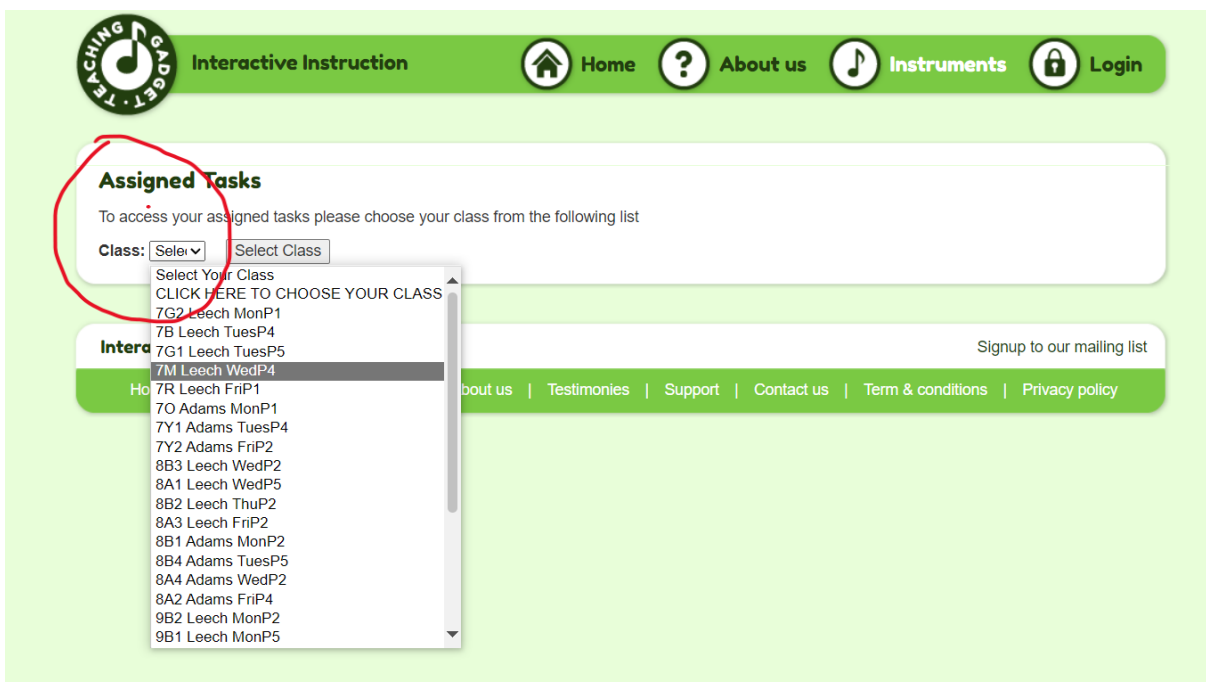 TEACHING GADGET
Interactive Instruction
Home
About us
Instruments
Login
Assigned Tasks
To access your assigned tasks please choose your class from the following list
Class:
Select Class
Select Your Class
CLICK HERE TO CHOOSE YOUR CLASS
7G2 Leech MonP1
7B Leech TuesP4
7G1 Leech TuesP5
7M Leech WedP4
7R Leech FriP1
7O Adams MonP1
7Y1 Adams TuesP4
7Y2 Adams FriP2
8B3 Leech WedP2
8A1 Leech WedP5
8B2 Leech ThuP2
8A3 Leech FriP2
8B1 Adams MonP2
8B4 Adams TuesP5
8A4 Adams WedP2
8A2 Adams FriP4
9B2 Leech MonP2
9B1 Leech MonP5
Signup to our mailing list
us | Testimonies | Support | Contact us | Term & conditions | Privacy policy